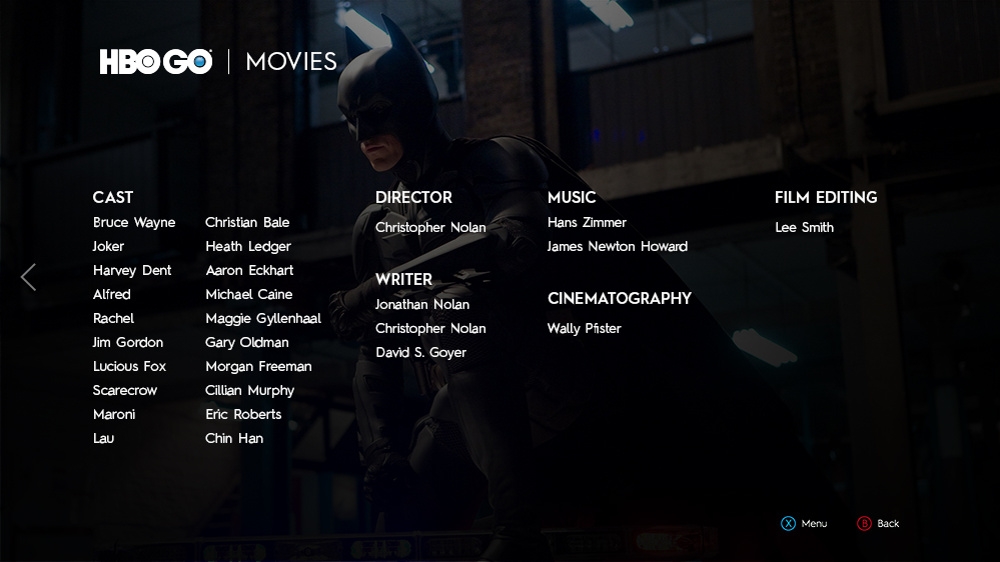 HBO GO | MOVIES
CAST
Bruce Wayne Christian Bale
Joker Heath Ledger
Harvey Dent Aaron Eckhart
Alfred Michael Caine
Rachel Maggie Gyllenhaal
Jim Gordon Gary Oldman
Lucious Fox Morgan Freeman
Scarecrow Cillian Murphy
Maroni Eric Roberts
Lau Chin Han
DIRECTOR
Christopher Nolan
WRITER
Jonathan Nolan
Christopher Nolan
David S. Goyer
MUSIC
Hans Zimmer
James Newton Howard
CINEMATOGRAPHY
Wally Pfister
FILM EDITING
Lee Smith
X Menu B Back